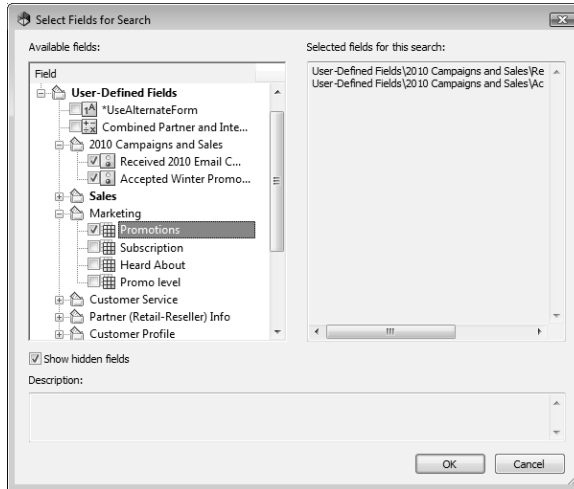 Select Fields for Search
Available fields:
Selected fields for this search:
Field
User-Defined Fields
*UseAlternateForm
Combined Partner and Inte...
2010 Campaigns and Sales
Received 2010 Email C...
Accepted Winter Promo...
Sales
Marketing
Promotions
Subscription
Heard About
Promo level
Customer Service
Partner (Retail-Reseller) Info
Customer Profile
User-Defined Fields\2010 Campaigns and Sales\Re
User-Defined Fields\2010 Campaigns and Sales\Ac
Show hidden fields
Description:
OK
Cancel